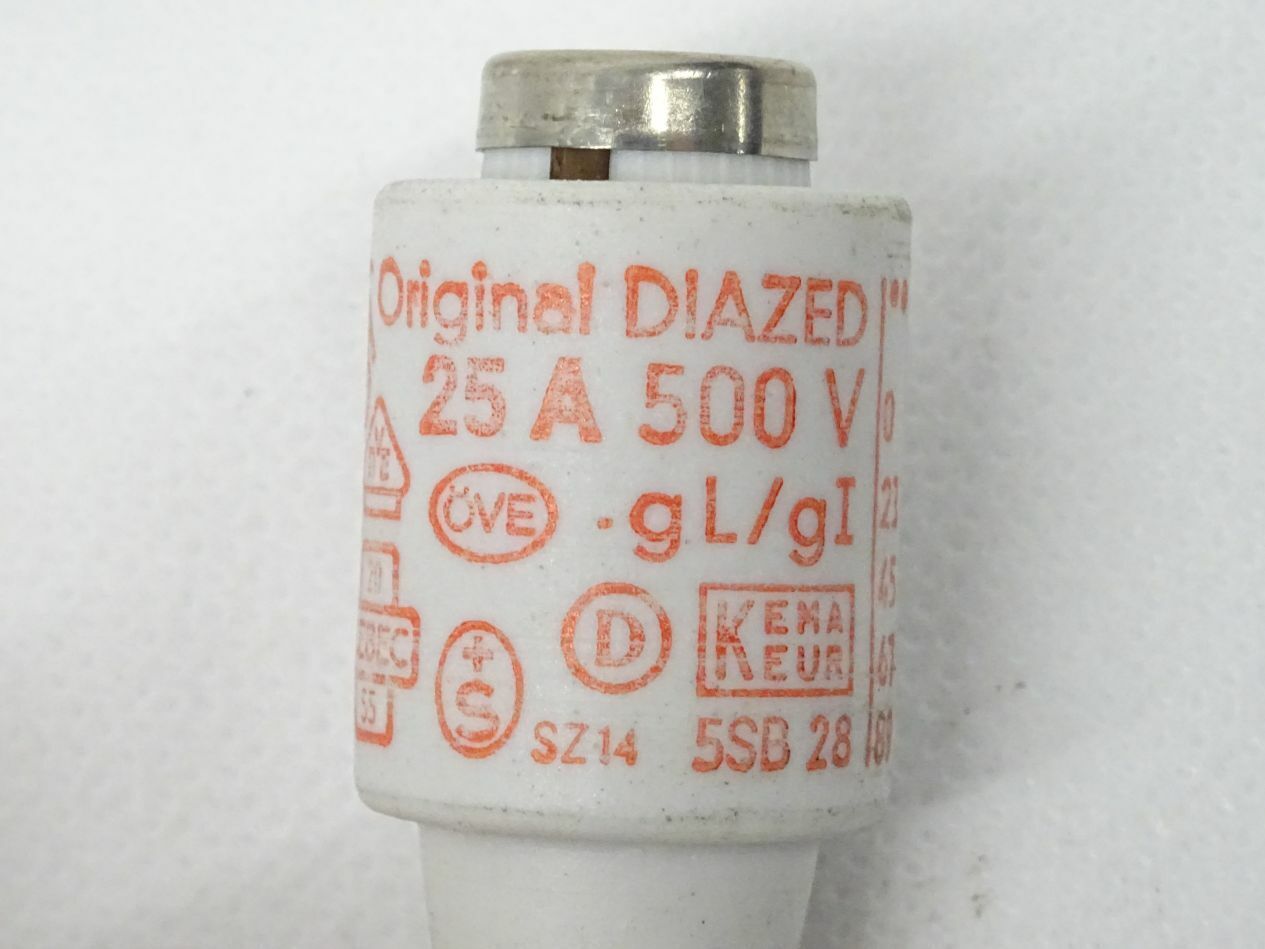 Original DIAZED
25 A 500 V
ÖVE · gL/gI
D KEMA
KEUR
+
S
SZ14 5SB 28